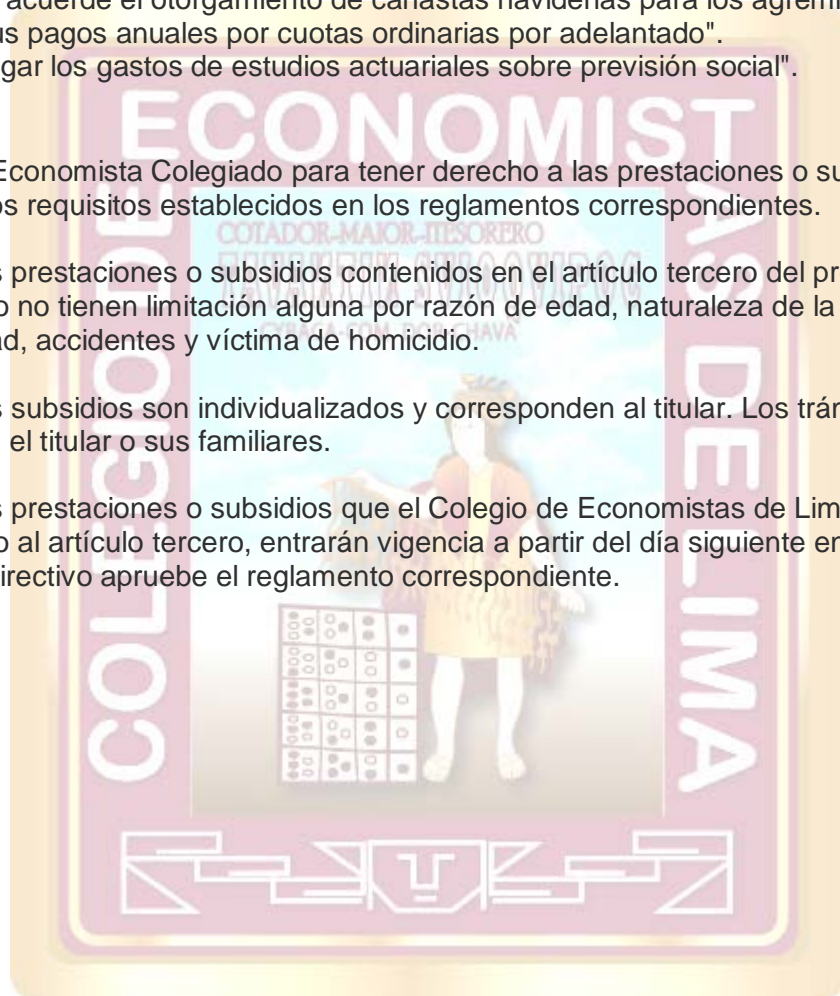 acuerde el otorgamiento de canastas navideñas para los agremi
us pagos anuales por cuotas ordinarias por adelantado".
gar los gastos de estudios actuariales sobre previsión social".
Economista Colegiado para tener derecho a las prestaciones o su
os requisitos establecidos en los reglamentos correspondientes.
s prestaciones o subsidios contenidos en el artículo tercero del pr
o no tienen limitación alguna por razón de edad, naturaleza de la
ad, accidentes y víctima de homicidio.
s subsidios son individualizados y corresponden al titular. Los
el titular o sus familiares.
s prestaciones o subsidios que el Colegio de Economistas de Lim
o al artículo tercero, entrarán vigencia a partir del día siguiente en
irectivo apruebe el reglamento correspondiente.
COLEGIO DE ECONOMISTAS DE LIMA
COTADOR-MAIOR-ITESORERO